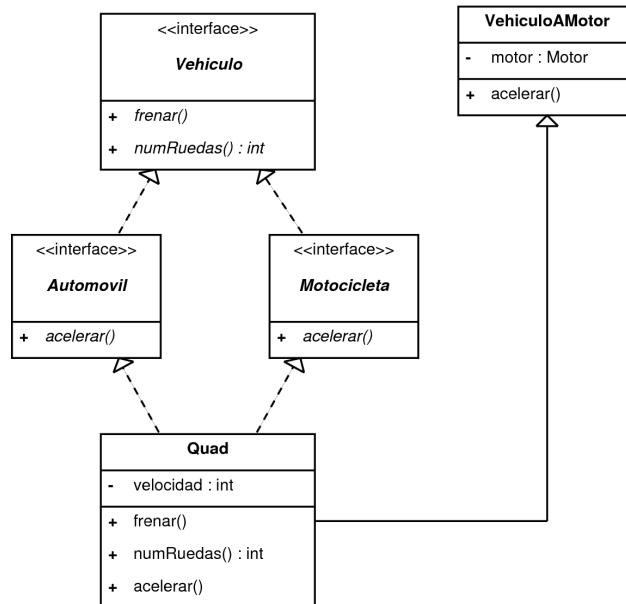 <<interface>>
Vehiculo
+ frenar()
+ numRuedas() : int
VehiculoAMotor
- motor : Motor
+ acelerar()
<<interface>>
Automovil
+ acelerar()
<<interface>>
Motocicleta
+ acelerar()
Quad
- velocidad : int
+ frenar()
+ numRuedas() : int
+ acelerar()